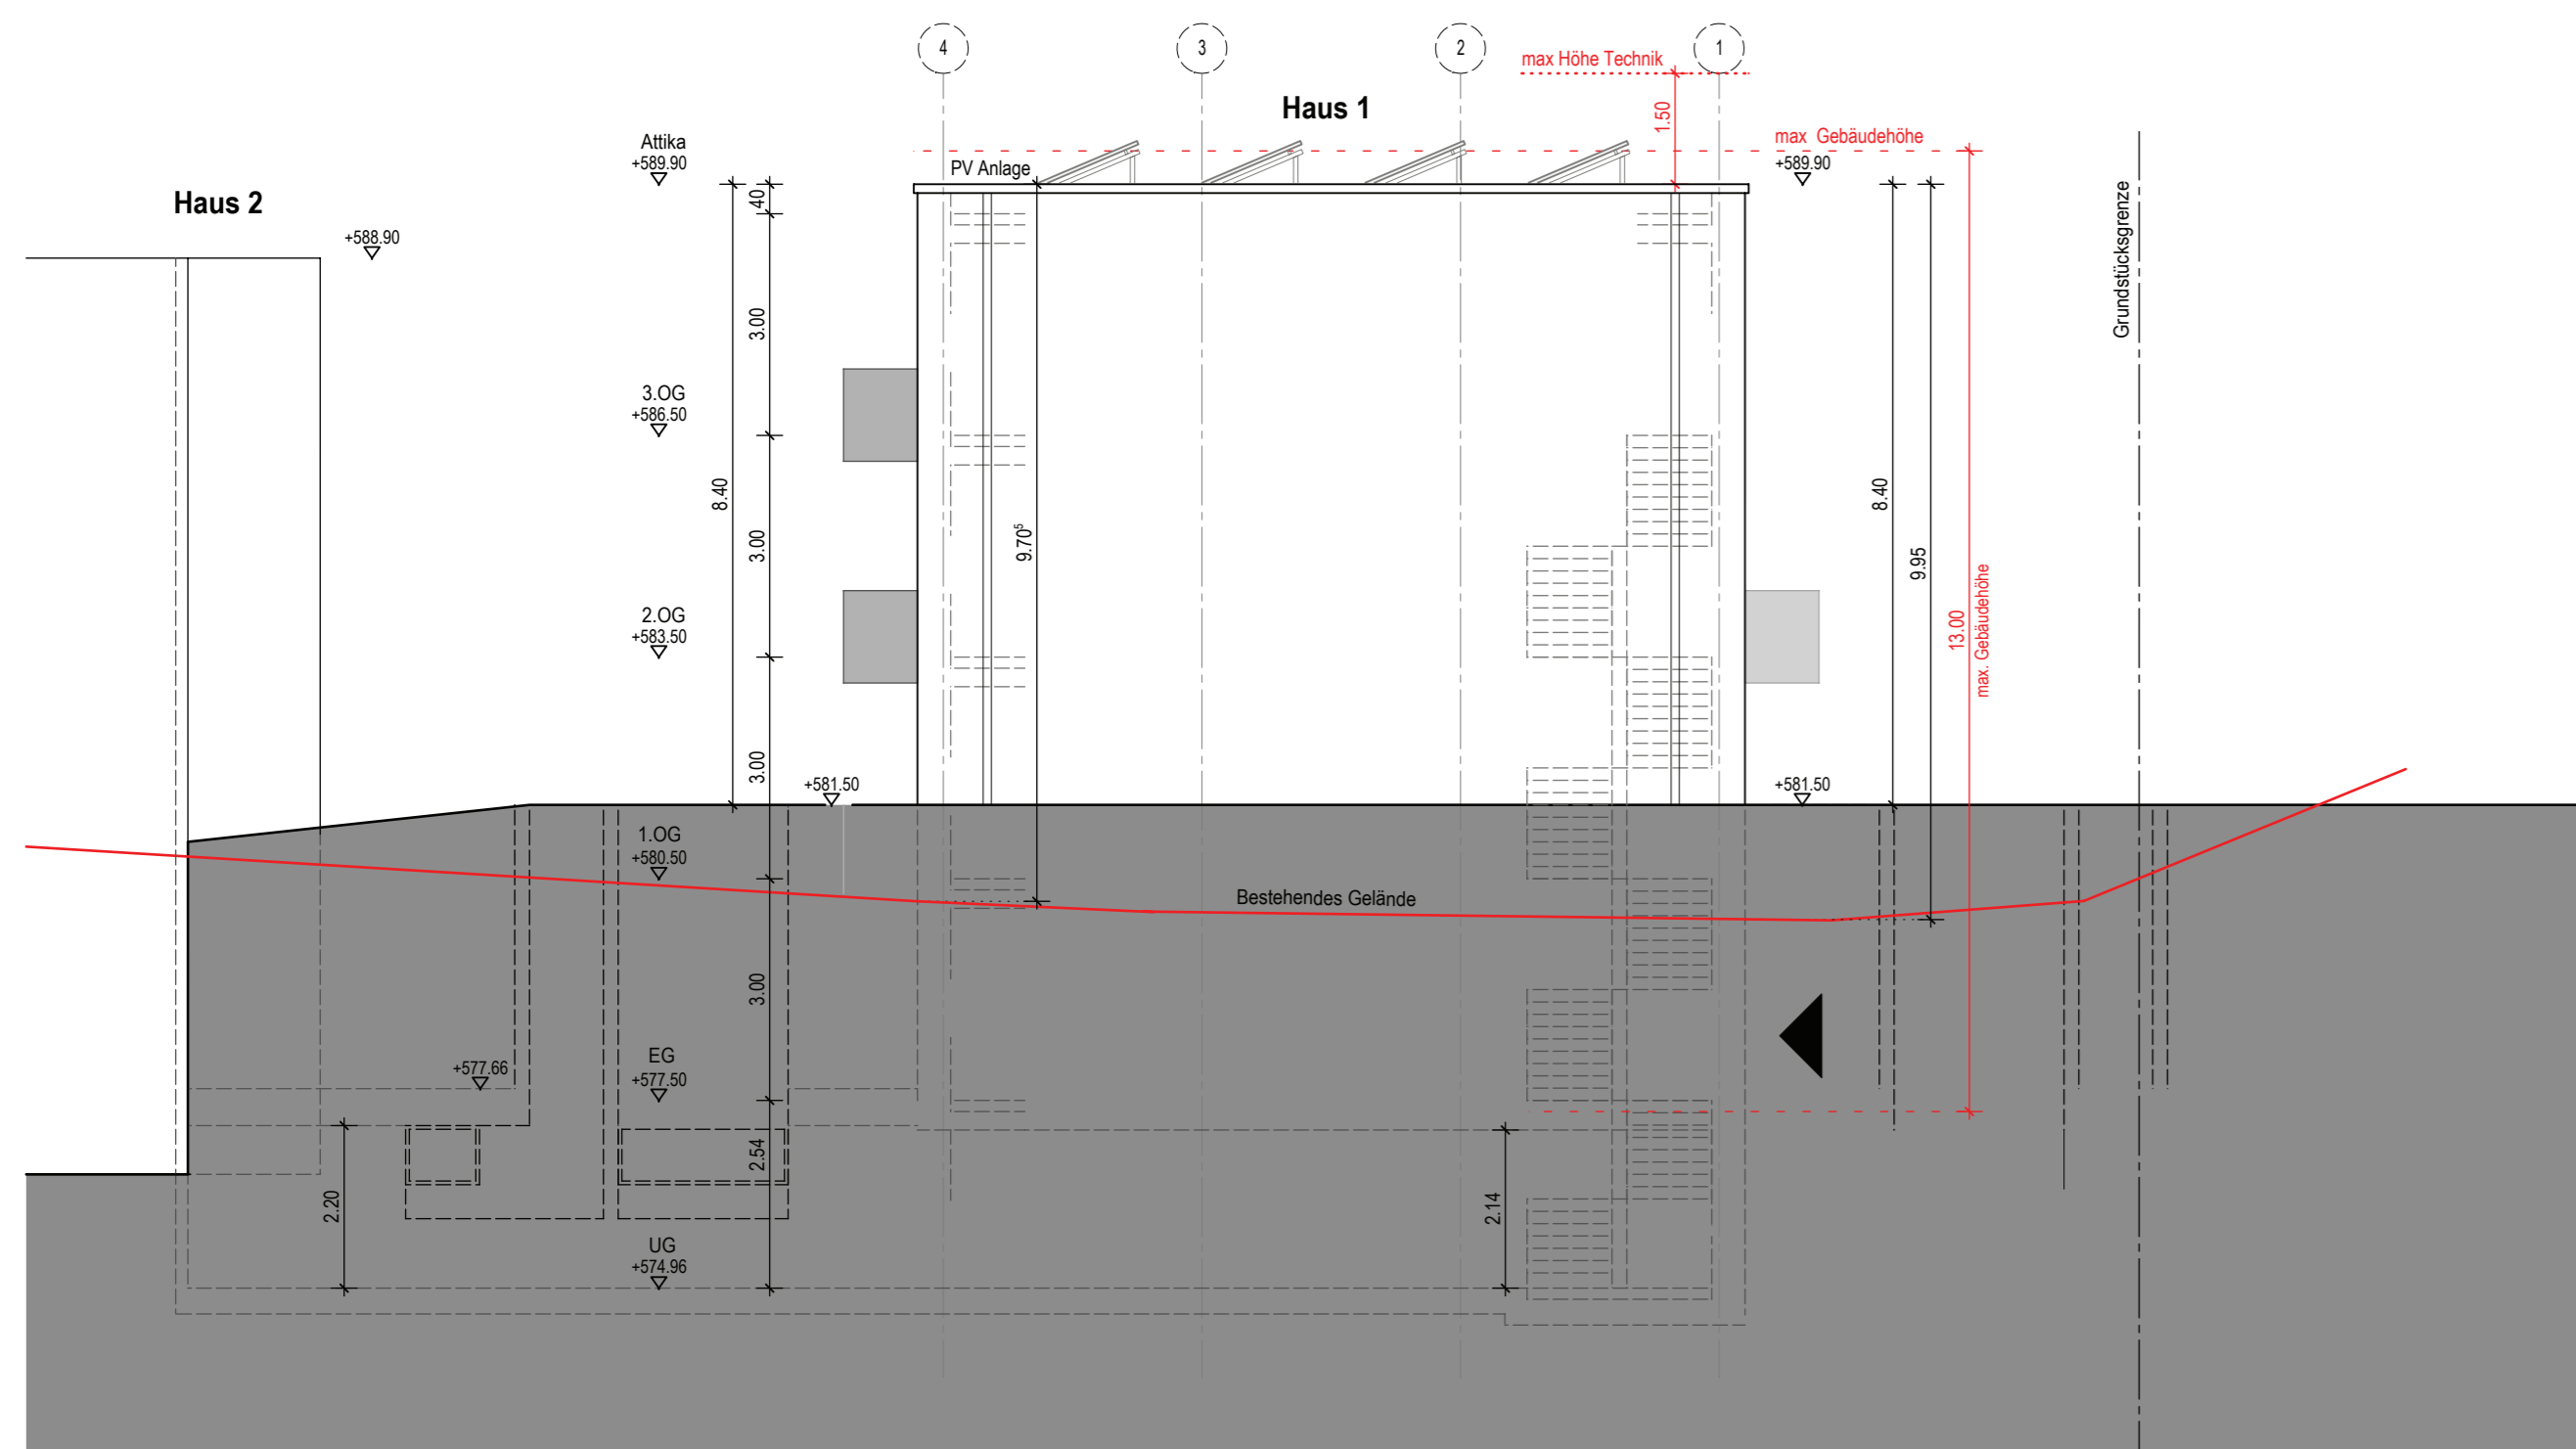 4
3
2
1
max Höhe Technik
Haus 1
1.50
max Gebäudehöhe
Attika
+589.90
PV Anlage
+589.90
40
Haus 2
Grundstücksgrenze
+588.90
3.00
3.OG
+586.50
8.40
8.40
3.00
9.70⁵
9.95
2.OG
+583.50
13.00
max. Gebäudehöhe
3.00
+581.50
+581.50
1.OG
+580.50
Bestehendes Gelände
3.00
EG
+577.66
+577.50
2.54
2.20
2.14
UG
+574.96